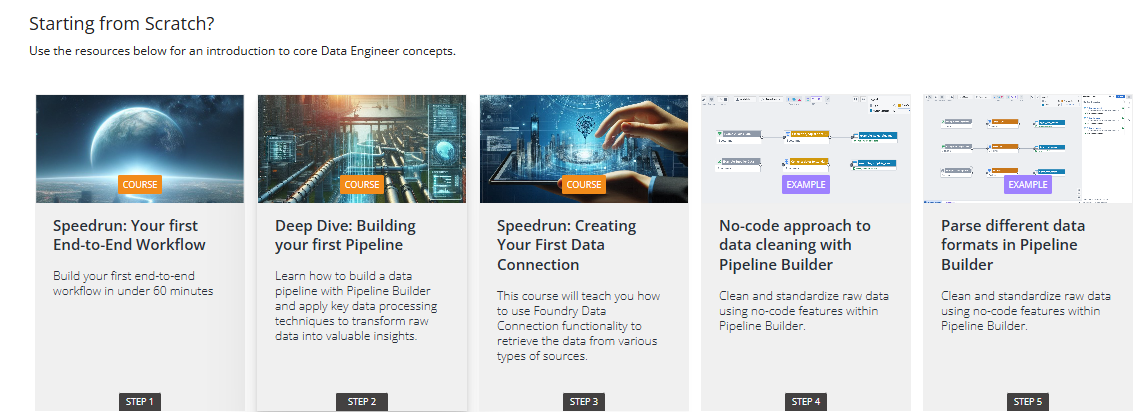 Starting from Scratch?
Use the resources below for an introduction to core Data Engineer concepts.
COURSE
Speedrun: Your first
End-to-End Workflow
Build your first end-to-end
workflow in under 60 minutes
STEP 1
COURSE
Deep Dive: Building
your first Pipeline
Learn how to build a data
pipeline with Pipeline Builder
and apply key data processing
techniques to transform raw
data into valuable insights.
STEP 2
COURSE
Speedrun: Creating
Your First Data
Connection
This course will teach you how
to use Foundry Data
Connection functionality to
retrieve the data from various
types of sources.
STEP 3
EXAMPLE
No-code approach to
data cleaning with
Pipeline Builder
Clean and standardize raw data
using no-code features within
Pipeline Builder.
STEP 4
EXAMPLE
Parse different data
formats in Pipeline
Builder
Clean and standardize raw data
using no-code features within
Pipeline Builder.
STEP 5